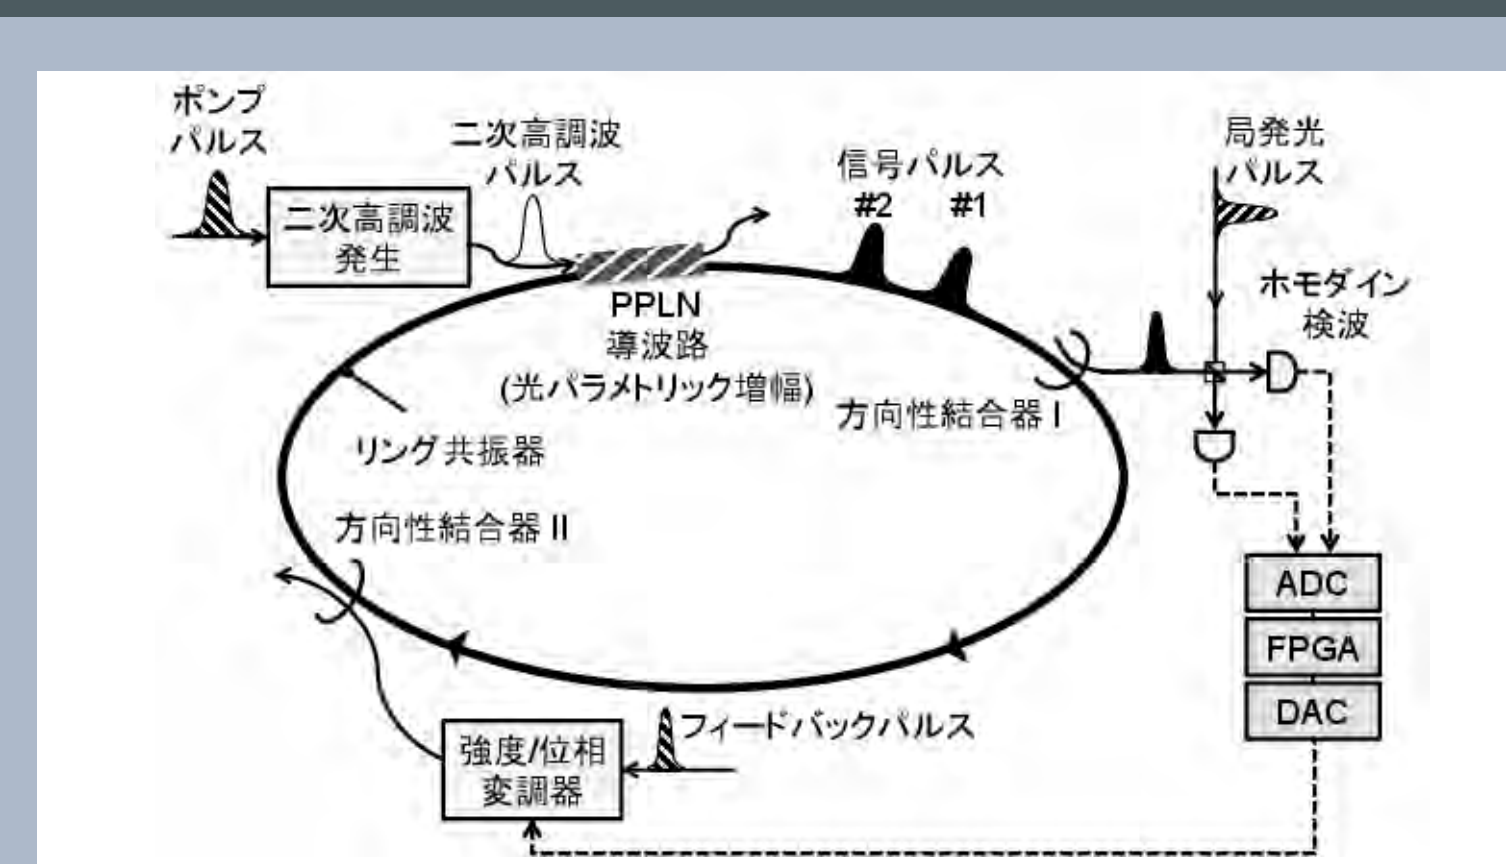 ポンプ
パルス
二次高調波
発生
二次高調波
パルス
信号パルス
#2 #1
局発光
パルス
ホモダイン
検波
PPLN
導波路
(光パラメトリック増幅)
方向性結合器 I
リング共振器
方向性結合器 II
ADC
FPGA
DAC
フィードバックパルス
強度/位相
変調器